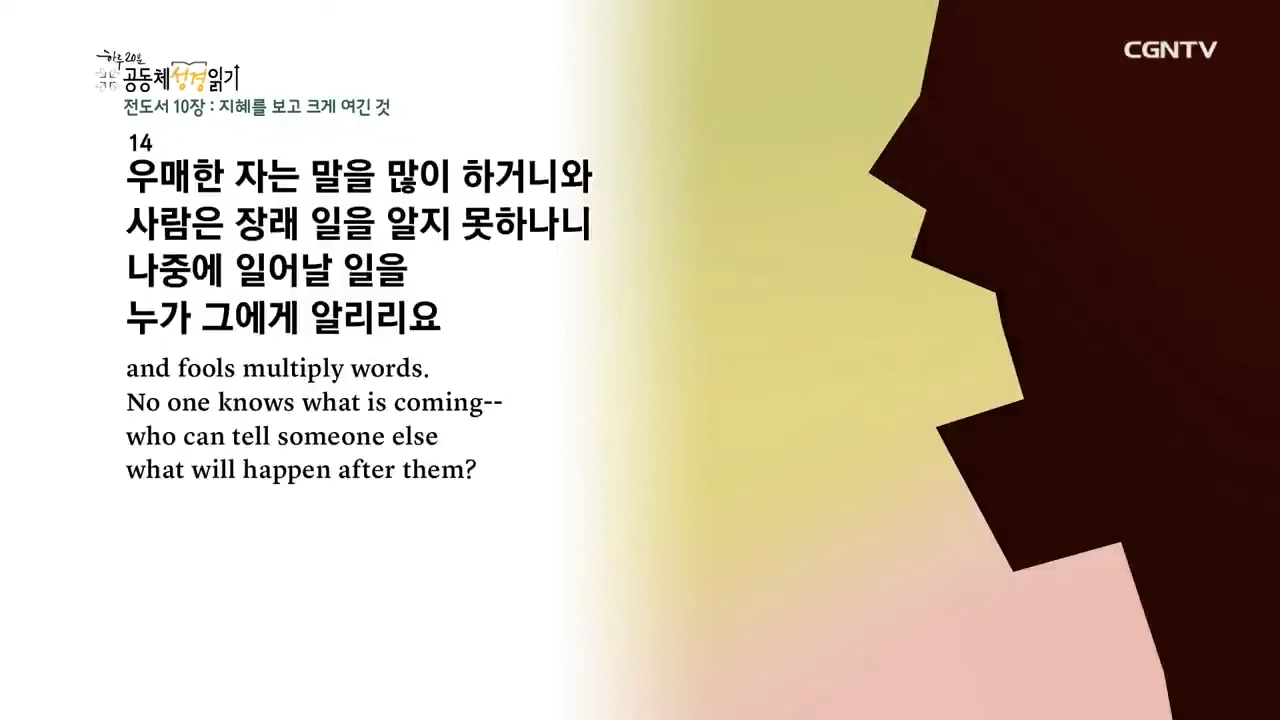 CGNTV
하루 20분
공동체성경읽기
전도서 10장 : 지혜를 보고 크게 여긴 것
14
우매한 자는 말을 많이 하거니와
사람은 장래 일을 알지 못하나니
나중에 일어날 일을
누가 그에게 알리리요
and fools multiply words.
No one knows what is coming--
who can tell someone else
what will happen after them?